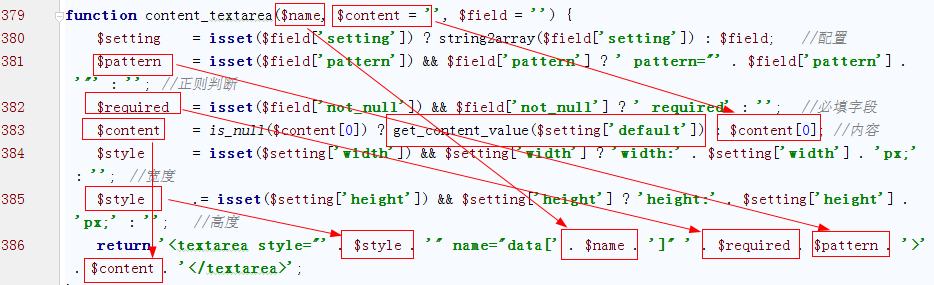 379 function content_textarea($name, $content = '', $field = '') {
380 $setting = isset($field['setting']) ? string2array($field['setting']) : $field; //配置
381 $pattern = isset($field['pattern']) && $field['pattern'] ? ' pattern="' . $field['pattern'] .
'"' : ''; //正则判断
382 $required = isset($field['not_null']) && $field['not_null'] ? ' required' : ''; //必填字段
383 $content = is_null($content[0]) ? get_content_value($setting['default']) : $content[0]; //内容
384 $style = isset($setting['width']) && $setting['width'] ? 'width:' . $setting['width'] . 'px;'
: ''; //宽度
385 $style .= isset($setting['height']) && $setting['height'] ? 'height:' . $setting['height'] .
'px;' : ''; //高度
386 return '<textarea style="' . $style . '" name="data[' . $name . ']" ' . $required . $pattern . '>'
. $content . '</textarea>';